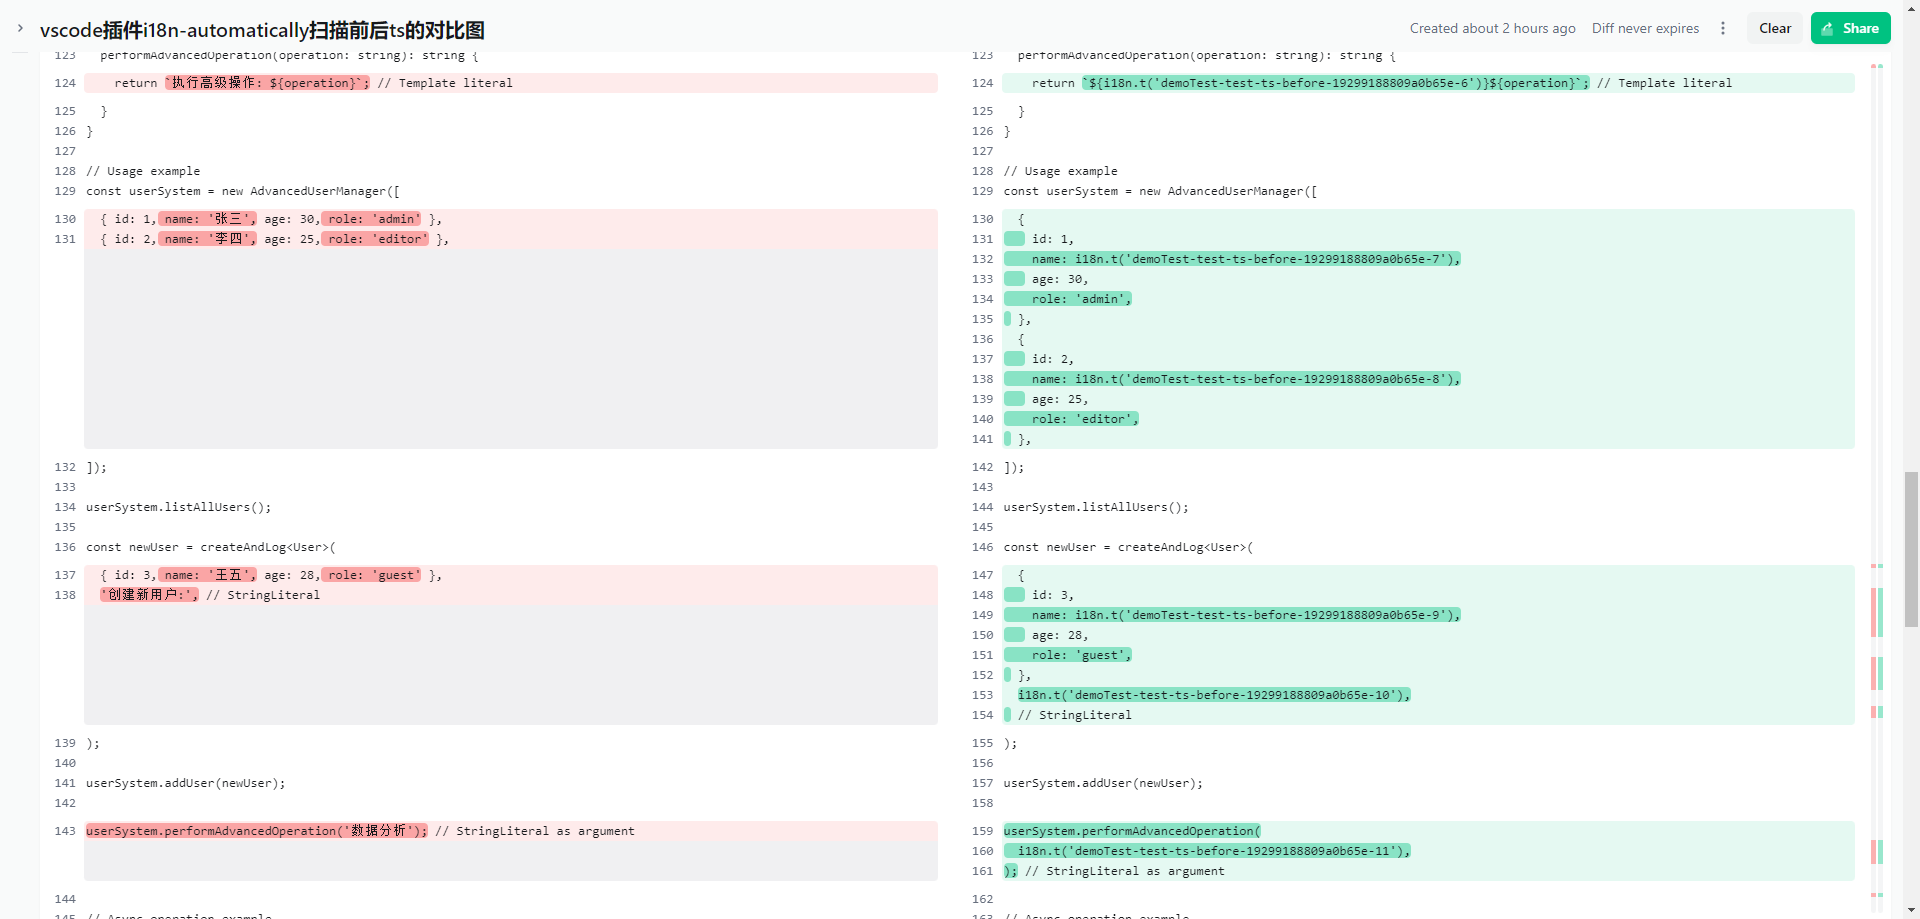 vscode插件i18n-automatically扫描前后ts的对比图
Created about 2 hours ago
Diff never expires
Clear
Share
123 performAdvancedOperation(operation: string): string {
124 return `执行高级操作: ${operation}`; // Template literal
125 }
126 }
127
128 // Usage example
129 const userSystem = new AdvancedUserManager([
130 { id: 1, name: '张三', age: 30, role: 'admin' },
131 { id: 2, name: '李四', age: 25, role: 'editor' },
132 ]);
133
134 userSystem.listAllUsers();
135
136 const newUser = createAndLog<User>(
137 { id: 3, name: '王五', age: 28, role: 'guest' },
138 '创建新用户:', // StringLiteral
139 );
140
141 userSystem.addUser(newUser);
142
143 userSystem.performAdvancedOperation('数据分析'); // StringLiteral as argument
144
145 // Async operation example
123 performAdvancedOperation(operation: string): string {
124 return `${i18n.t('demoTest-test-ts-before-19299188809a0b65e-6')}${operation}`; // Template literal
125 }
126 }
127
128 // Usage example
129 const userSystem = new AdvancedUserManager([
130 {
131 id: 1,
132 name: i18n.t('demoTest-test-ts-before-19299188809a0b65e-7'),
133 age: 30,
134 role: 'admin',
135 },
136 {
137 id: 2,
138 name: i18n.t('demoTest-test-ts-before-19299188809a0b65e-8'),
139 age: 25,
140 role: 'editor',
141 },
142 ]);
143
144 userSystem.listAllUsers();
145
146 const newUser = createAndLog<User>(
147 {
148 id: 3,
149 name: i18n.t('demoTest-test-ts-before-19299188809a0b65e-9'),
150 age: 28,
151 role: 'guest',
152 },
153 i18n.t('demoTest-test-ts-before-19299188809a0b65e-10'),
154 // StringLiteral
155 );
156
157 userSystem.addUser(newUser);
158
159 userSystem.performAdvancedOperation(
160 i18n.t('demoTest-test-ts-before-19299188809a0b65e-11'),
161 ); // StringLiteral as argument
162
163 // Async operation example